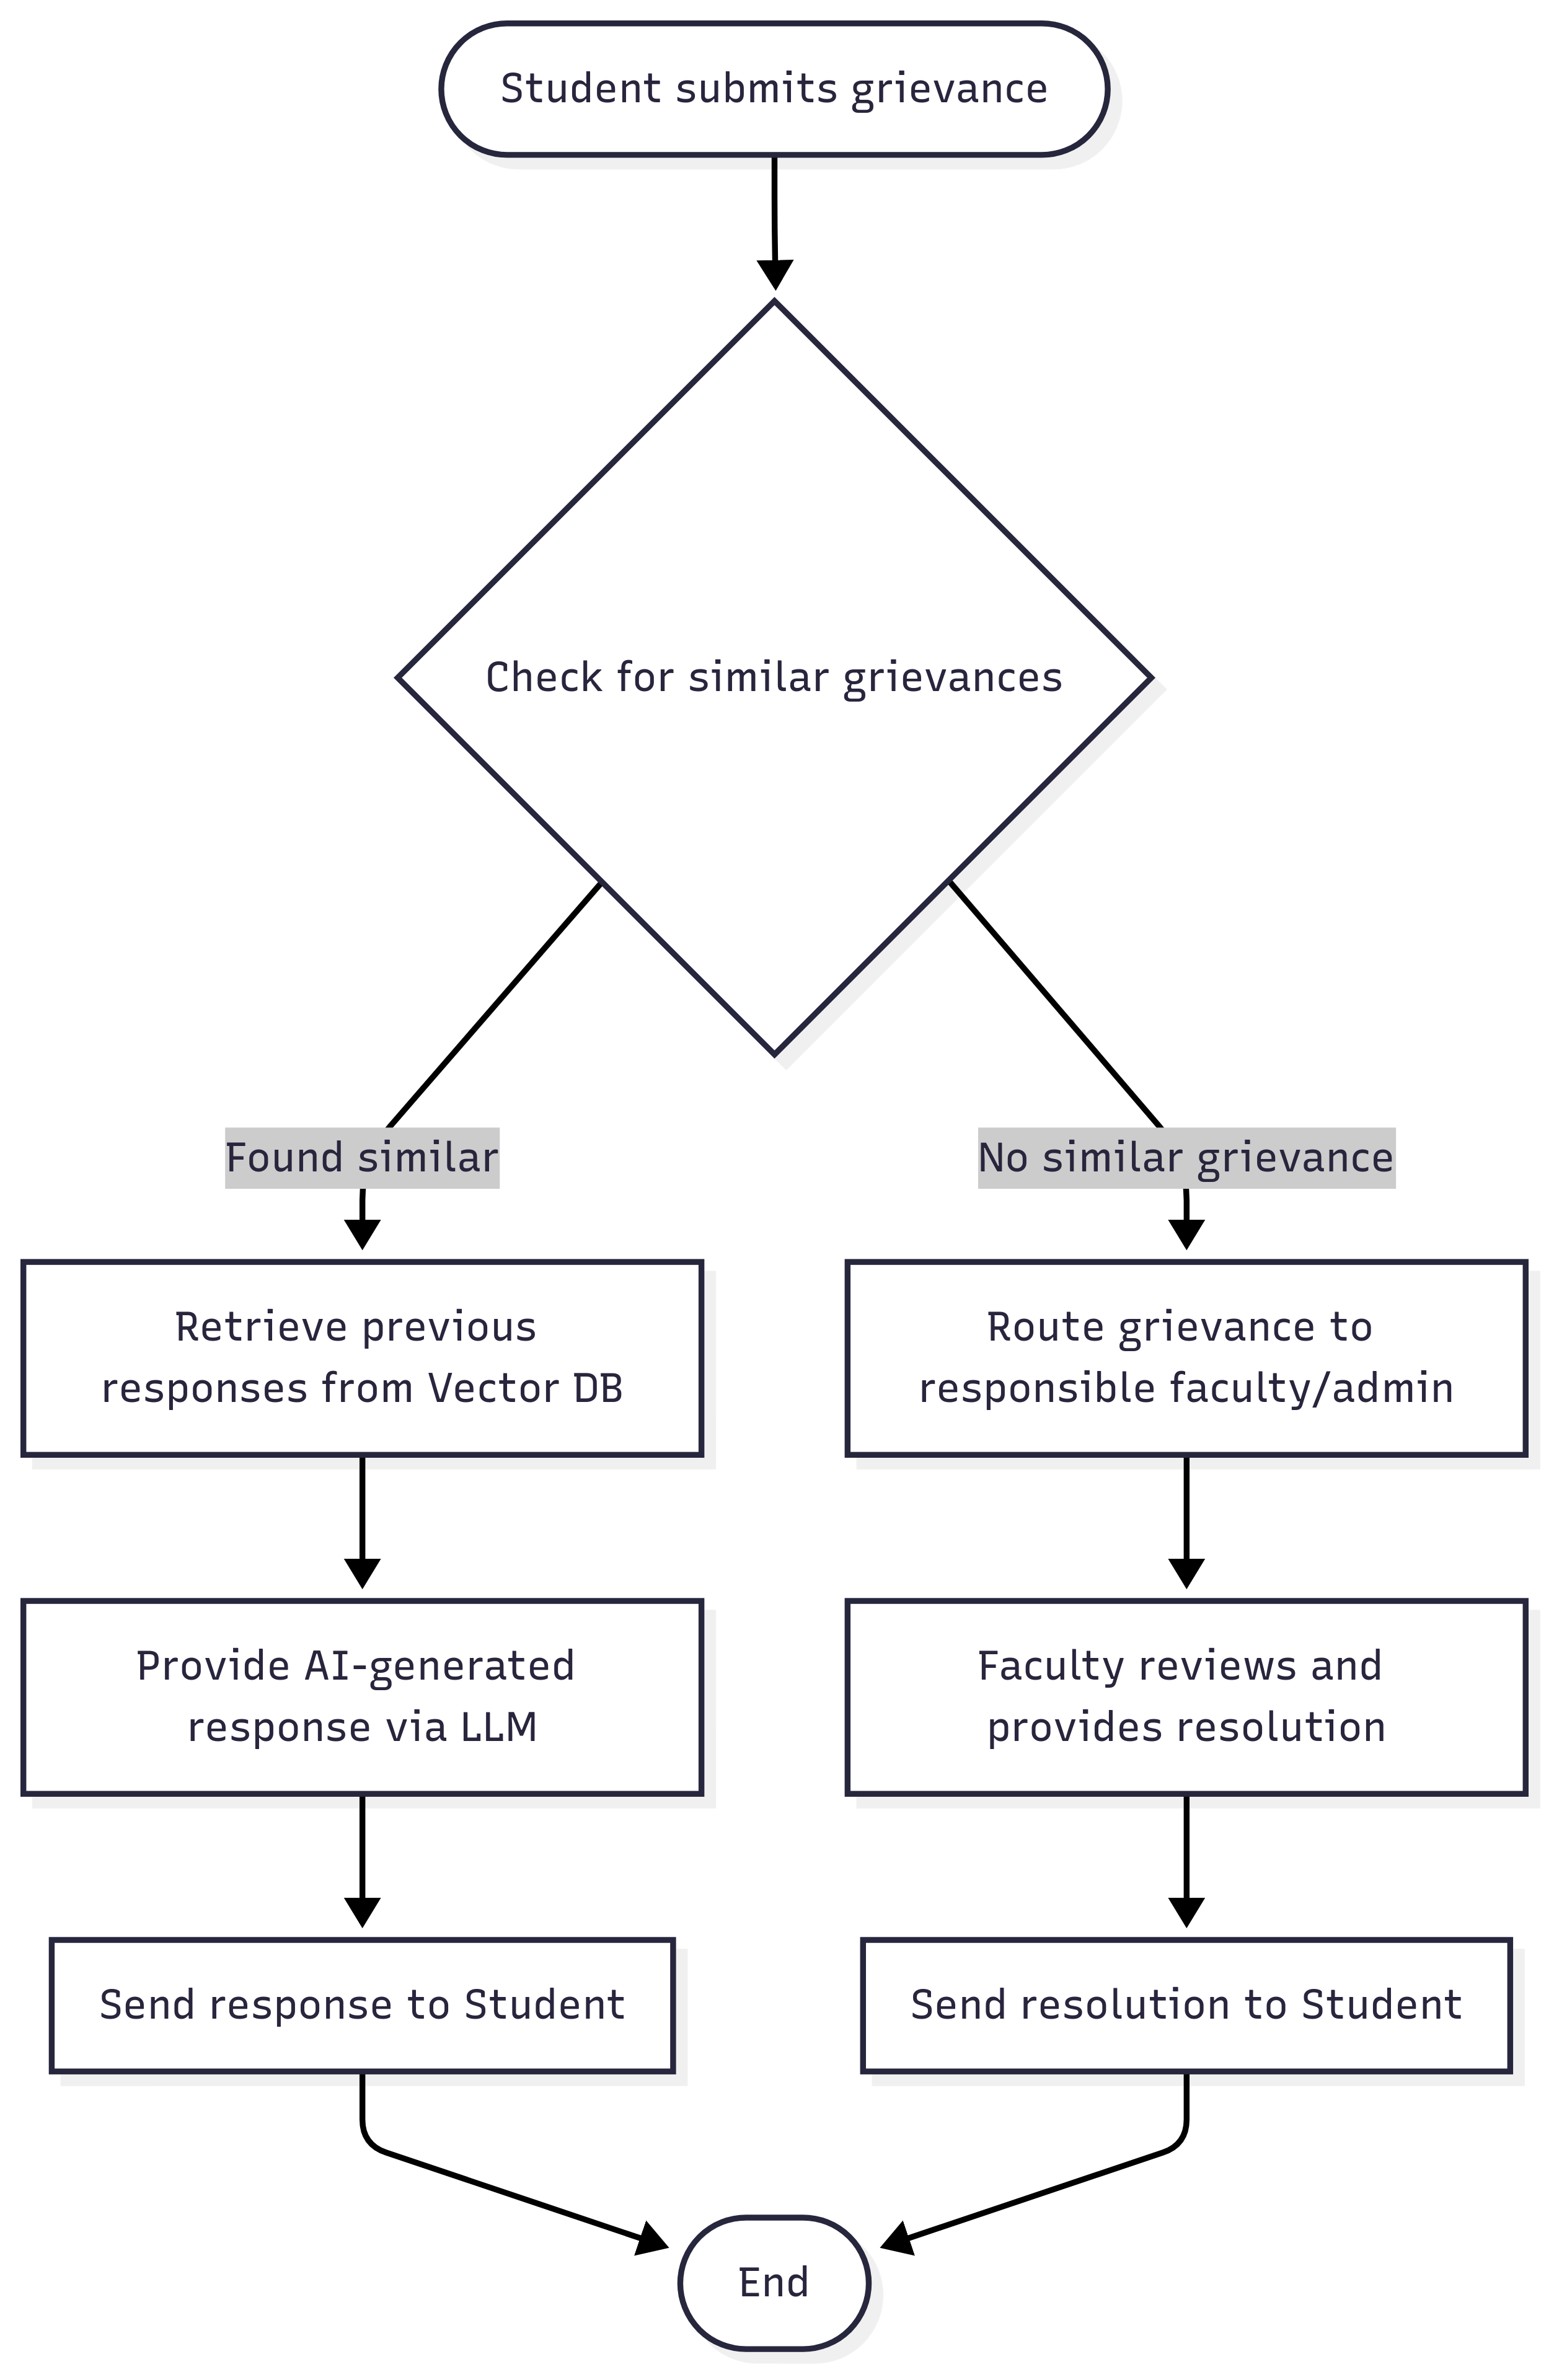 Student submits grievance
Check for similar grievances
Found similar
No similar grievance
Retrieve previous
responses from Vector DB
Route grievance to
responsible faculty/admin
Provide AI-generated
response via LLM
Faculty reviews and
provides resolution
Send response to Student
Send resolution to Student
End